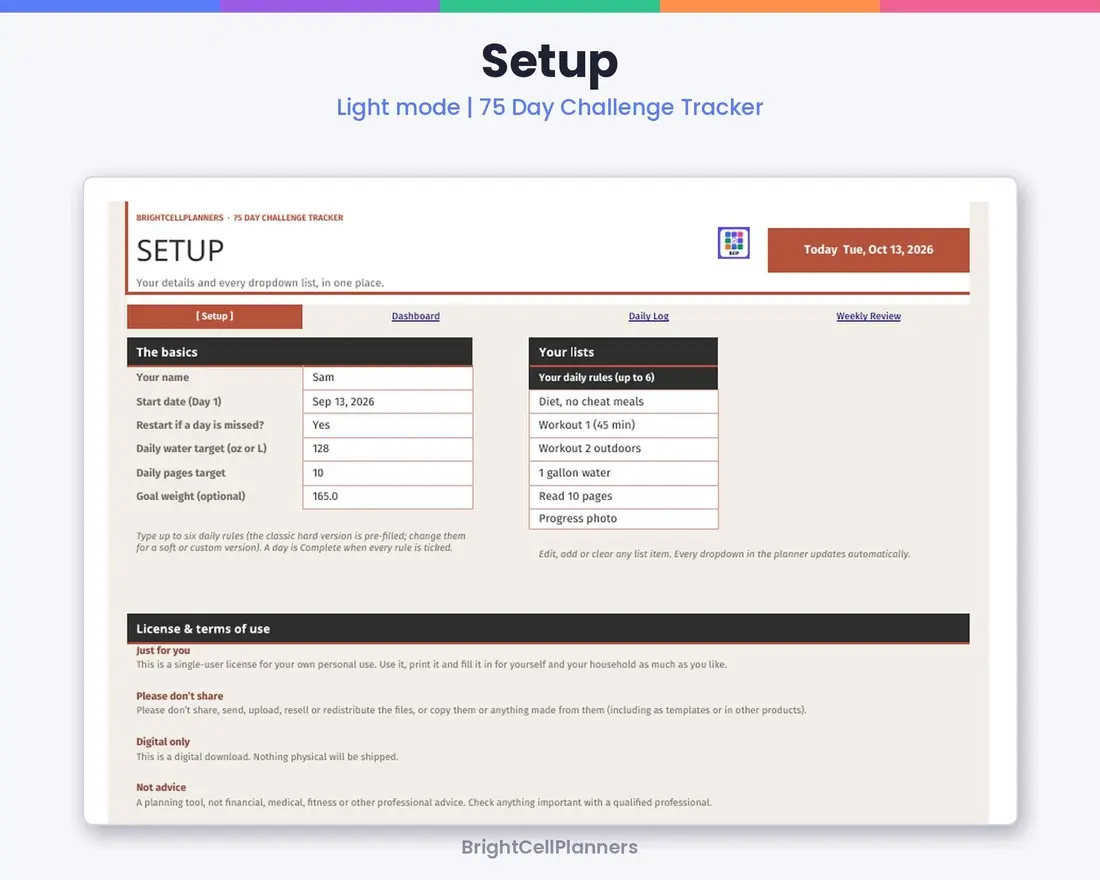 Setup
Light mode | 75 Day Challenge Tracker
BRIGHTCELLPLANNERS · 75 DAY CHALLENGE TRACKER
SETUP
Your details and every dropdown list, in one place.
BCP
Today Tue, Oct 13, 2026
[ Setup ]
Dashboard
Daily Log
Weekly Review
The basics
Your name
Sam
Start date (Day 1)
Sep 13, 2026
Restart if a day is missed?
Yes
Daily water target (oz or L)
128
Daily pages target
10
Goal weight (optional)
165.0
Type up to six daily rules (the classic hard version is pre-filled; change them
for a soft or custom version). A day is Complete when every rule is ticked.
Your lists
Your daily rules (up to 6)
Diet, no cheat meals
Workout 1 (45 min)
Workout 2 outdoors
1 gallon water
Read 10 pages
Progress photo
Edit, add or clear any list item. Every dropdown in the planner updates automatically.
License & terms of use
Just for you
This is a single-user license for your own personal use. Use it, print it and fill it in for yourself and your household as much as you like.
Please don't share
Please don't share, send, upload, resell or redistribute the files, or copy them or anything made from them (including as templates or in other products).
Digital only
This is a digital download. Nothing physical will be shipped.
Not advice
A planning tool, not financial, medical, fitness or other professional advice. Check anything important with a qualified professional.
BrightCellPlanners